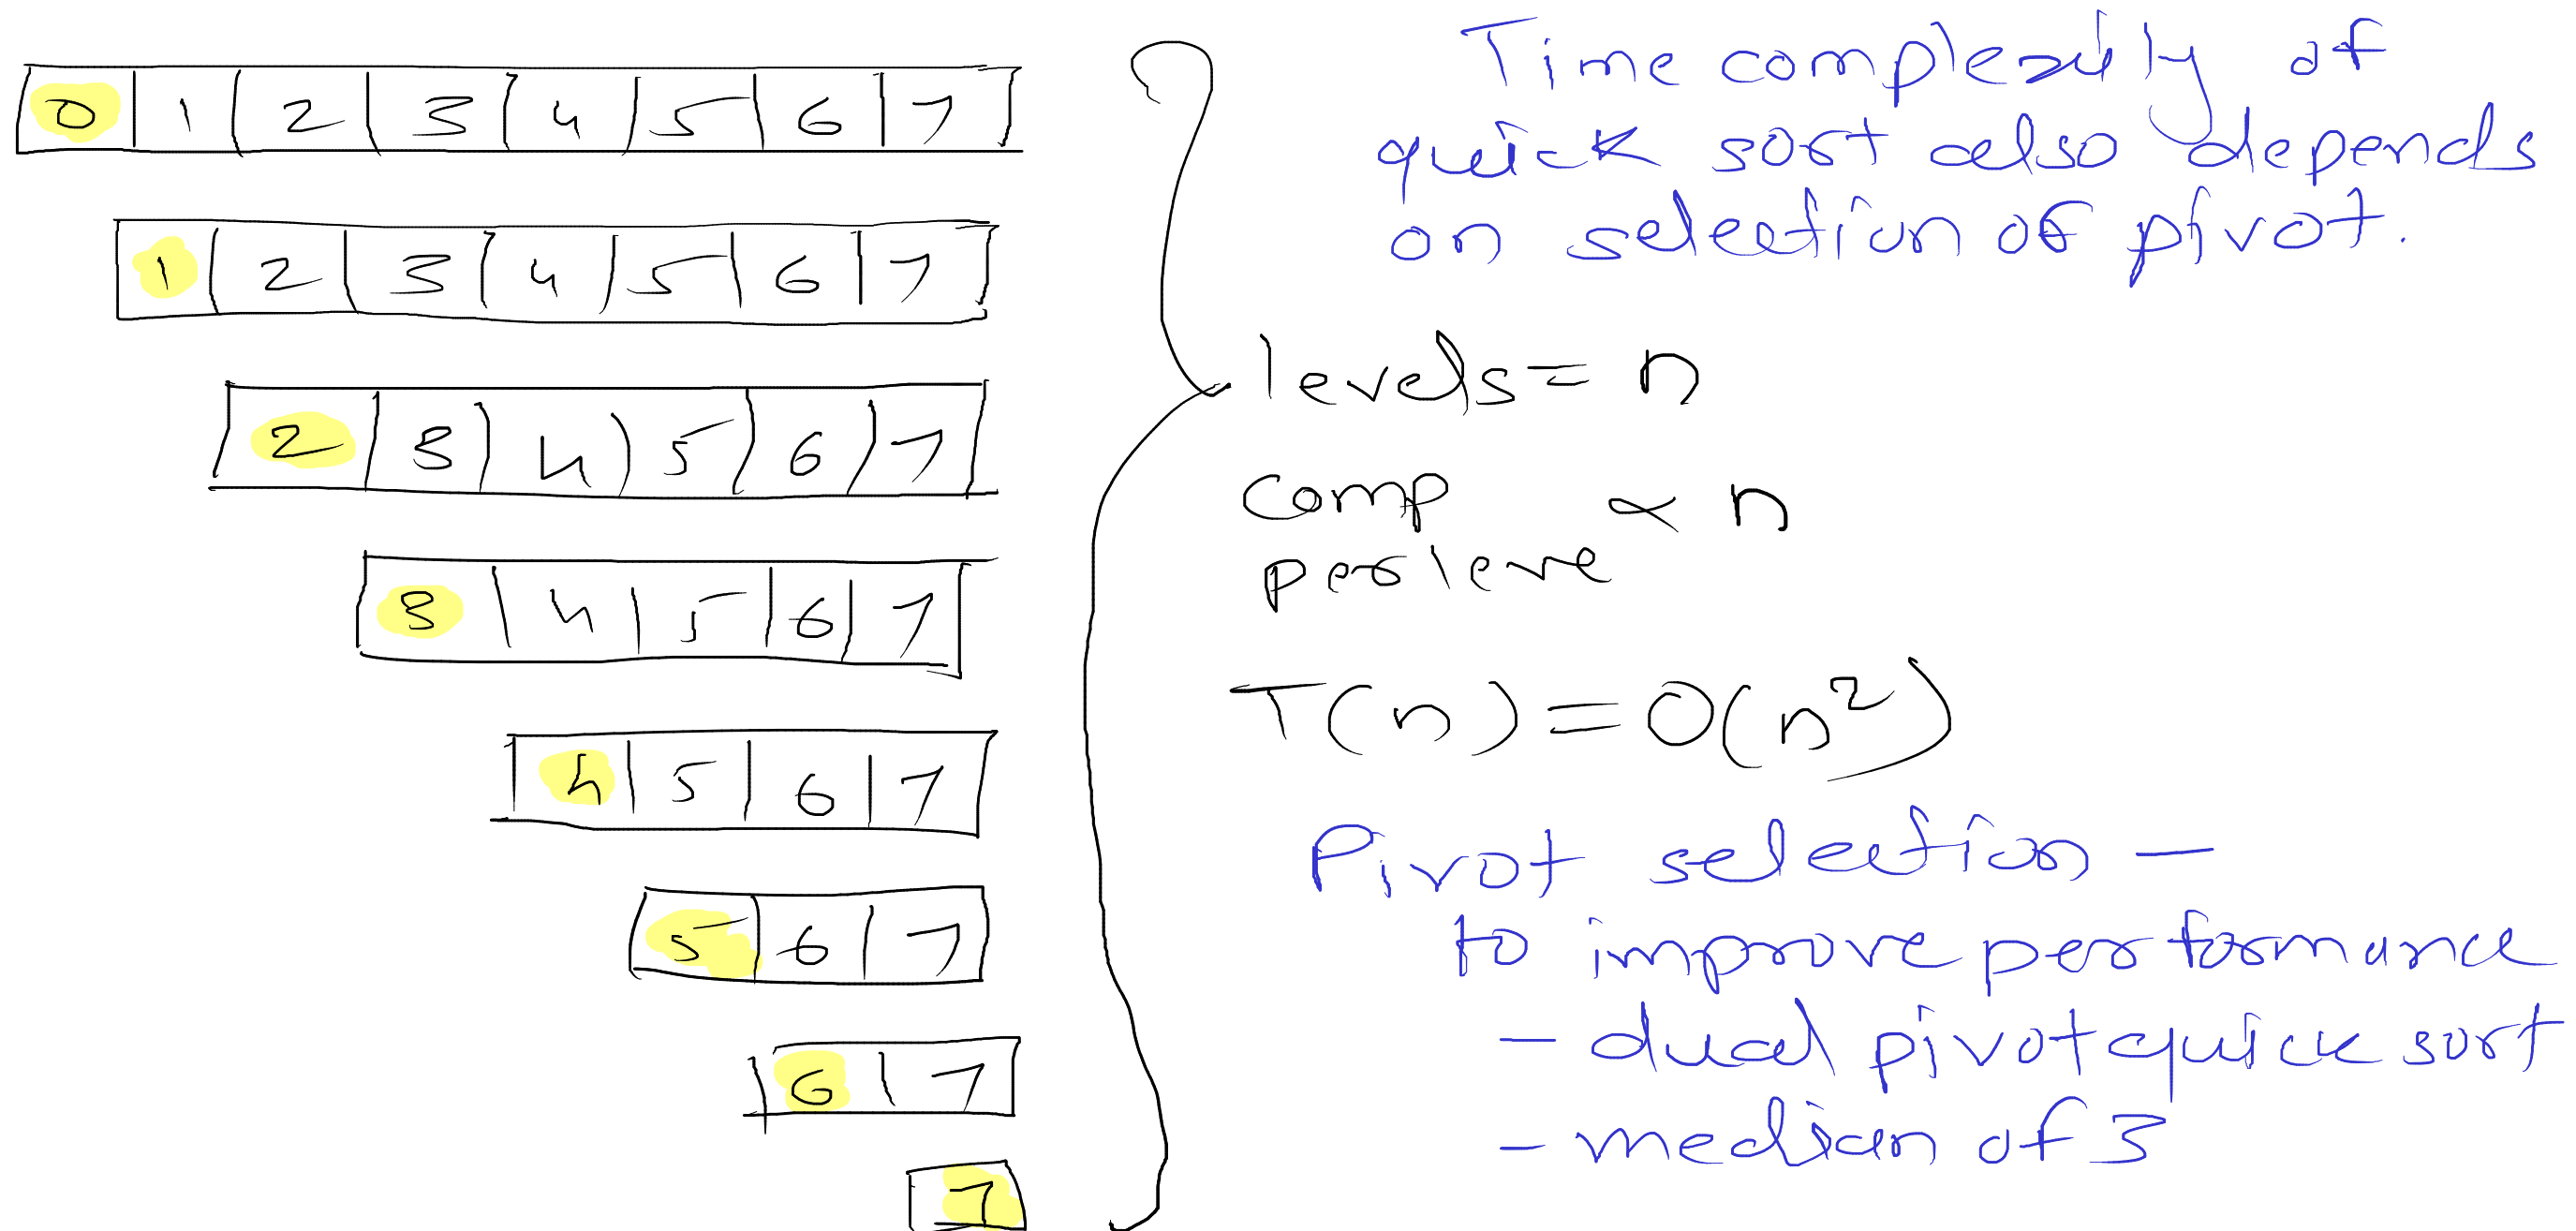 0 1 2 3 4 5 6 7
1 2 3 4 5 6 7
2 3 4 5 6 7
3 4 5 6 7
4 5 6 7
5 6 7
6 7
7
Time complexity of
quick sort also depends
on selection of pivot.
levels = n
comp ∝ n
per leve
T(n) = O(n²)
Pivot selection -
to improve performance
- dual pivot quick sort
- median of 3